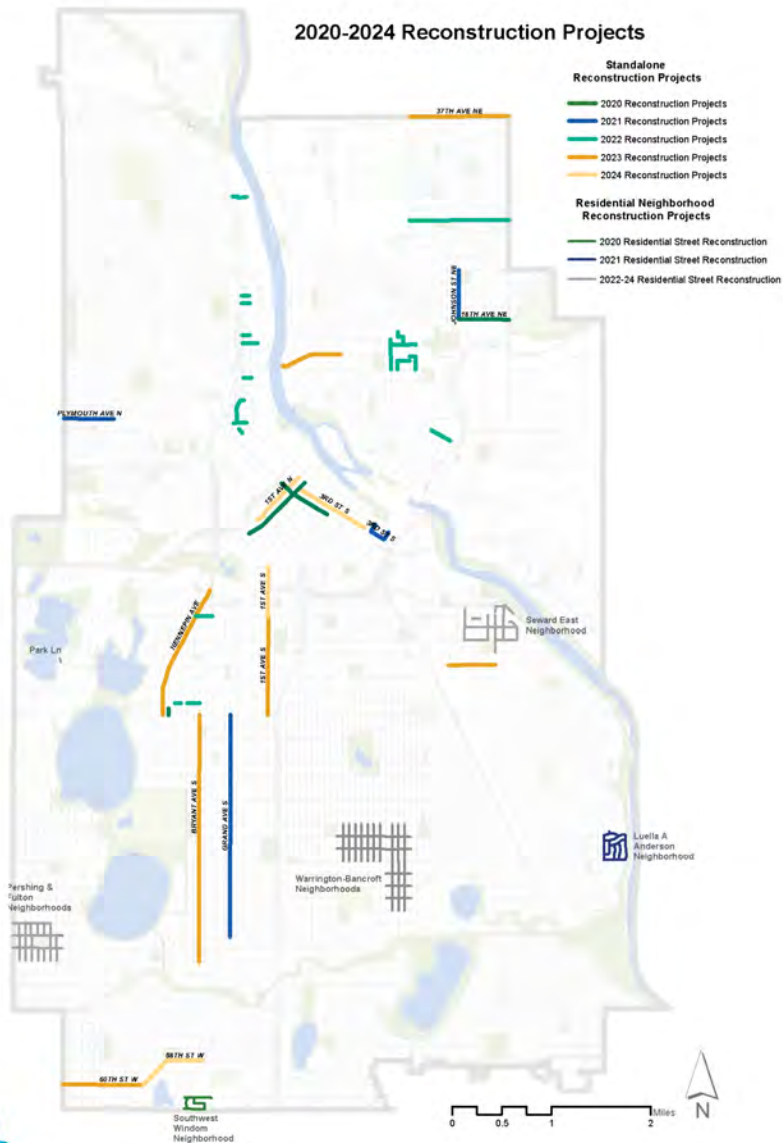 2020-2024 Reconstruction Projects
Standalone
Reconstruction Projects
2020 Reconstruction Projects
2021 Reconstruction Projects
2022 Reconstruction Projects
2023 Reconstruction Projects
2024 Reconstruction Projects
Residential Neighborhood
Reconstruction Projects
2020 Residential Street Reconstruction
2021 Residential Street Reconstruction
2022-24 Residential Street Reconstruction
37TH AVE NE
JOHNSON ST NE
18TH AVE NE
PLYMOUTH AVE N
1ST AVE N
3RD ST S
3RD ST S
HENNEPIN AVE
1ST AVE S
1ST AVE S
Seward East
Neighborhood
Park Ln
BRYANT AVE S
GRAND AVE S
Luella A
Anderson
Neighborhood
Warrington-Bancroft
Neighborhoods
Pershing &
Fulton
Neighborhoods
60TH ST W
Southwest
Windom
Neighborhood
0 0.5 1 2
Miles
N